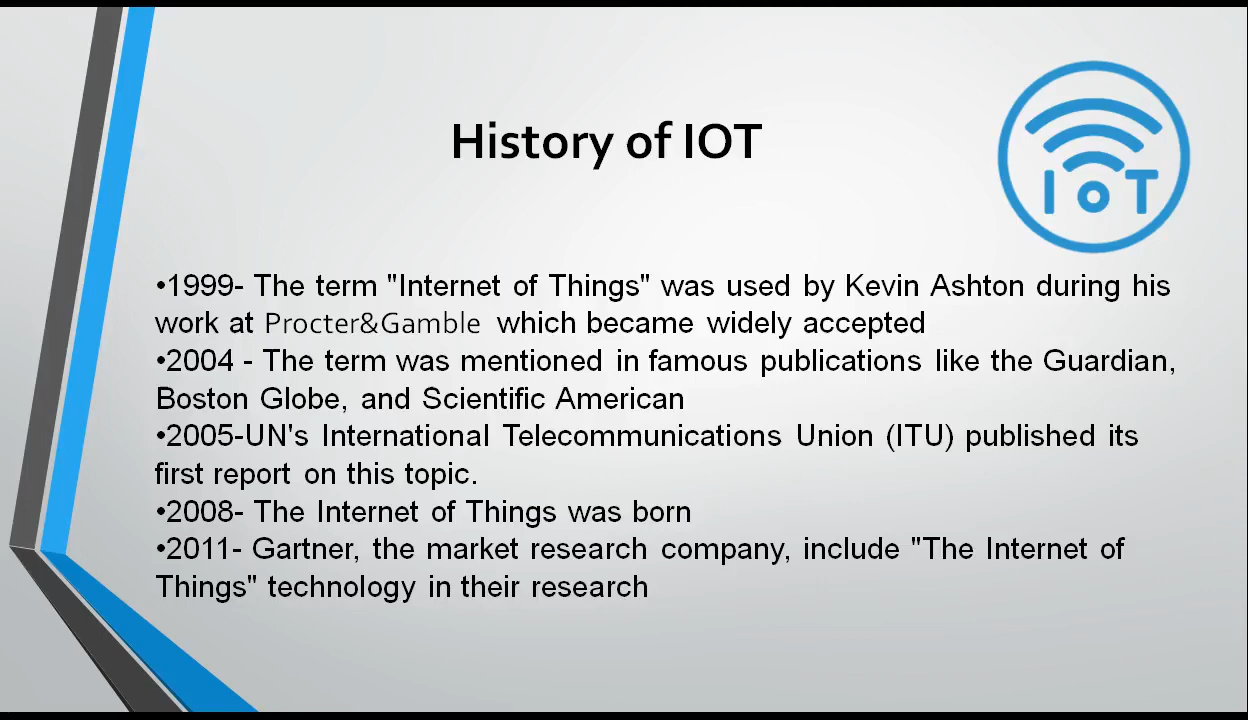 History of IOT
IoT
•1999- The term "Internet of Things" was used by Kevin Ashton during his
work at Procter&Gamble which became widely accepted
•2004 - The term was mentioned in famous publications like the Guardian,
Boston Globe, and Scientific American
•2005-UN's International Telecommunications Union (ITU) published its
first report on this topic.
•2008- The Internet of Things was born
•2011- Gartner, the market research company, include "The Internet of
Things" technology in their research